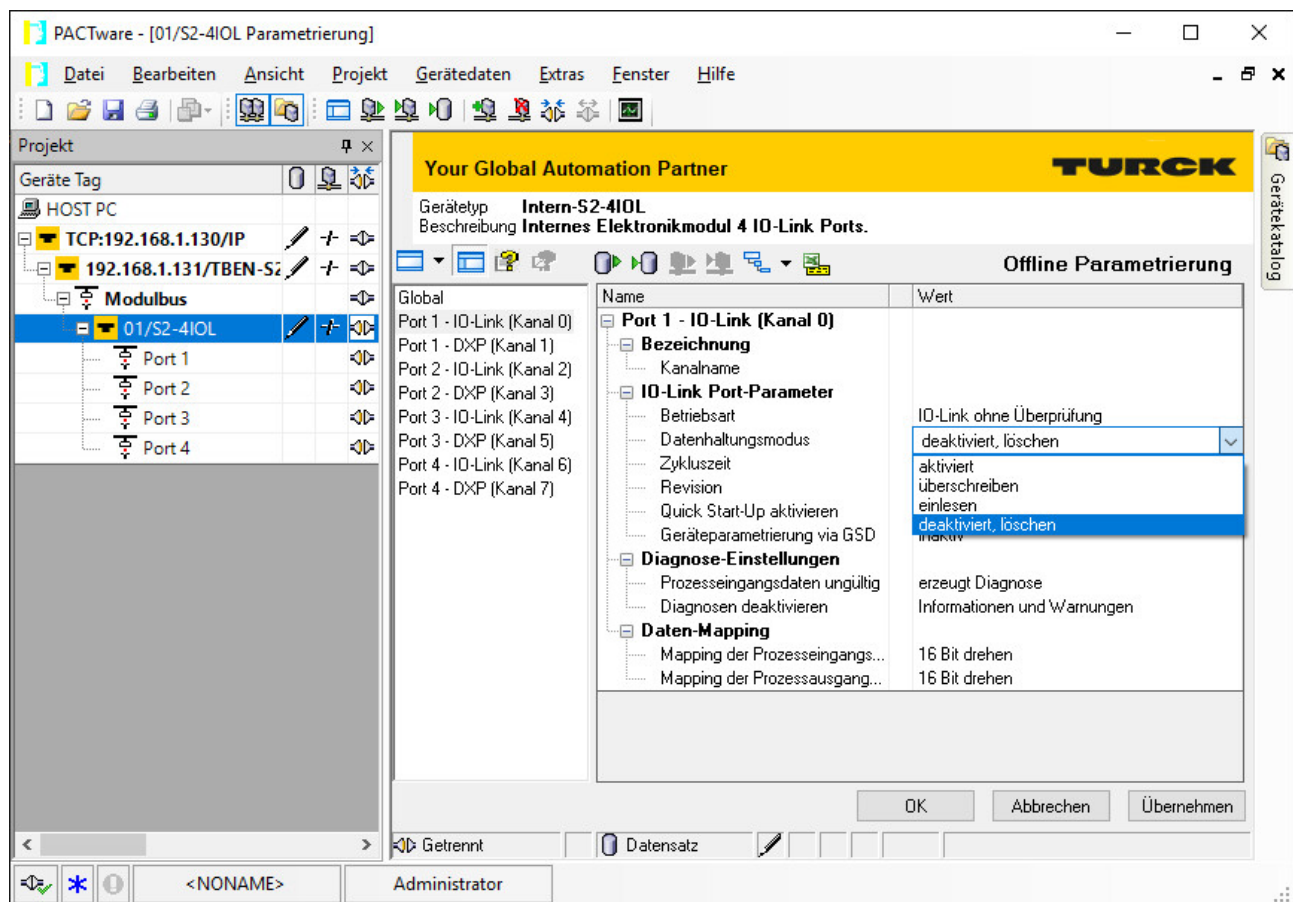 PACTware - [01/S2-4IOL Parametrierung]
Datei Bearbeiten Ansicht Projekt Gerätedaten Extras Fenster Hilfe
Projekt
Geräte Tag
HOST PC
TCP:192.168.1.130/IP
192.168.1.131/TBEN-S2
Modulbus
01/S2-4IOL
Port 1
Port 2
Port 3
Port 4
Your Global Automation Partner
TURCK
Gerätetyp Intern-S2-4IOL
Beschreibung Internes Elektronikmodul 4 IO-Link Ports.
Offline Parametrierung
Global
Port 1 - IO-Link (Kanal 0)
Port 1 - DXP (Kanal 1)
Port 2 - IO-Link (Kanal 2)
Port 2 - DXP (Kanal 3)
Port 3 - IO-Link (Kanal 4)
Port 3 - DXP (Kanal 5)
Port 4 - IO-Link (Kanal 6)
Port 4 - DXP (Kanal 7)
Name Wert
Port 1 - IO-Link (Kanal 0)
Bezeichnung
Kanalname
IO-Link Port-Parameter
Betriebsart IO-Link ohne Überprüfung
Datenhaltungsmodus deaktiviert, löschen
Zykluszeit
Revision
Quick Start-Up aktivieren
Geräteparametrierung via GSD inaktiv
aktiviert
überschreiben
einlesen
deaktiviert, löschen
Diagnose-Einstellungen
Prozesseingangsdaten ungültig erzeugt Diagnose
Diagnosen deaktivieren Informationen und Warnungen
Daten-Mapping
Mapping der Prozesseingangs... 16 Bit drehen
Mapping der Prozessausgang... 16 Bit drehen
OK Abbrechen Übernehmen
Getrennt Datensatz
<NONAME> Administrator
Gerätekatalog